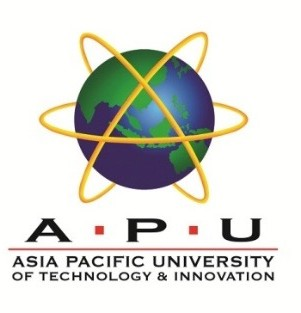 A · P · U
ASIA PACIFIC UNIVERSITY
OF TECHNOLOGY & INNOVATION